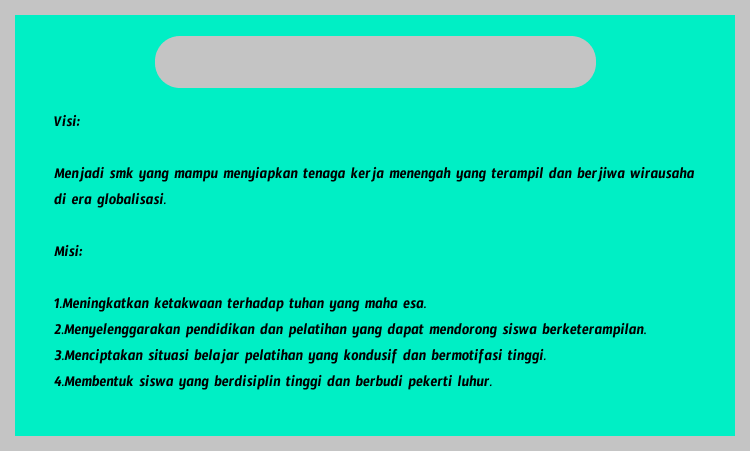 Visi:
Menjadi smk yang mampu menyiapkan tenaga kerja menengah yang terampil dan berjiwa wirausaha
di era globalisasi.
Misi:
1.Meningkatkan ketakwaan terhadap tuhan yang maha esa.
2.Menyelenggarakan pendidikan dan pelatihan yang dapat mendorong siswa berketerampilan.
3.Menciptakan situasi belajar pelatihan yang kondusif dan bermotifasi tinggi.
4.Membentuk siswa yang berdisiplin tinggi dan berbudi pekerti luhur.